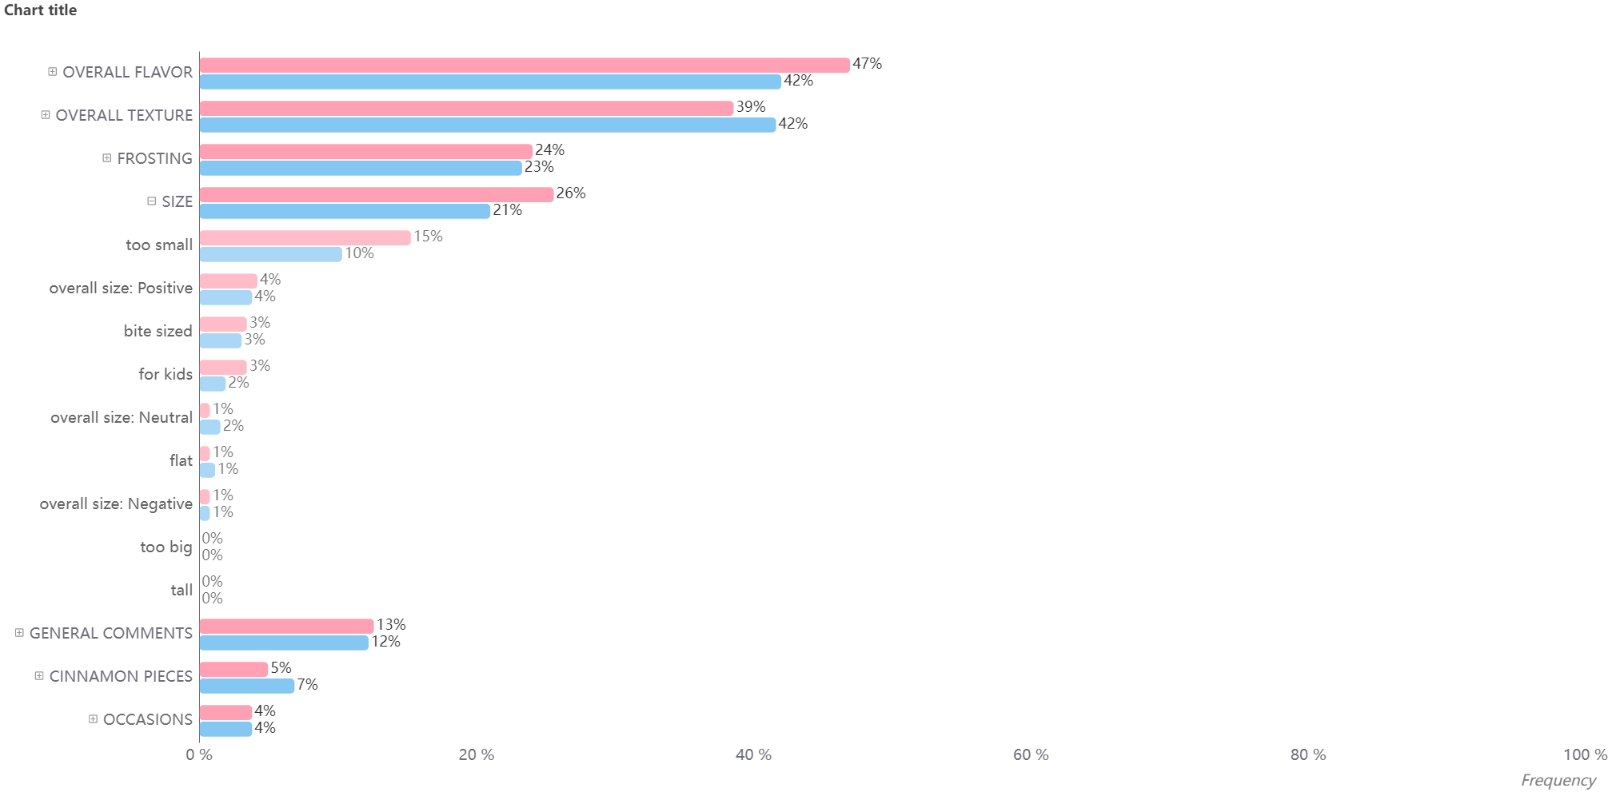 Chart title
OVERALL FLAVOR 47%
42%
OVERALL TEXTURE 39%
42%
FROSTING 24%
23%
SIZE 26%
21%
too small 15%
10%
overall size: Positive 4%
4%
bite sized 3%
3%
for kids 3%
2%
overall size: Neutral 1%
2%
flat 1%
1%
overall size: Negative 1%
1%
too big 0%
0%
tall 0%
0%
GENERAL COMMENTS 13%
12%
CINNAMON PIECES 5%
7%
OCCASIONS 4%
4%
0 % 20 % 40 % 60 % 80 % 100 %
Frequency